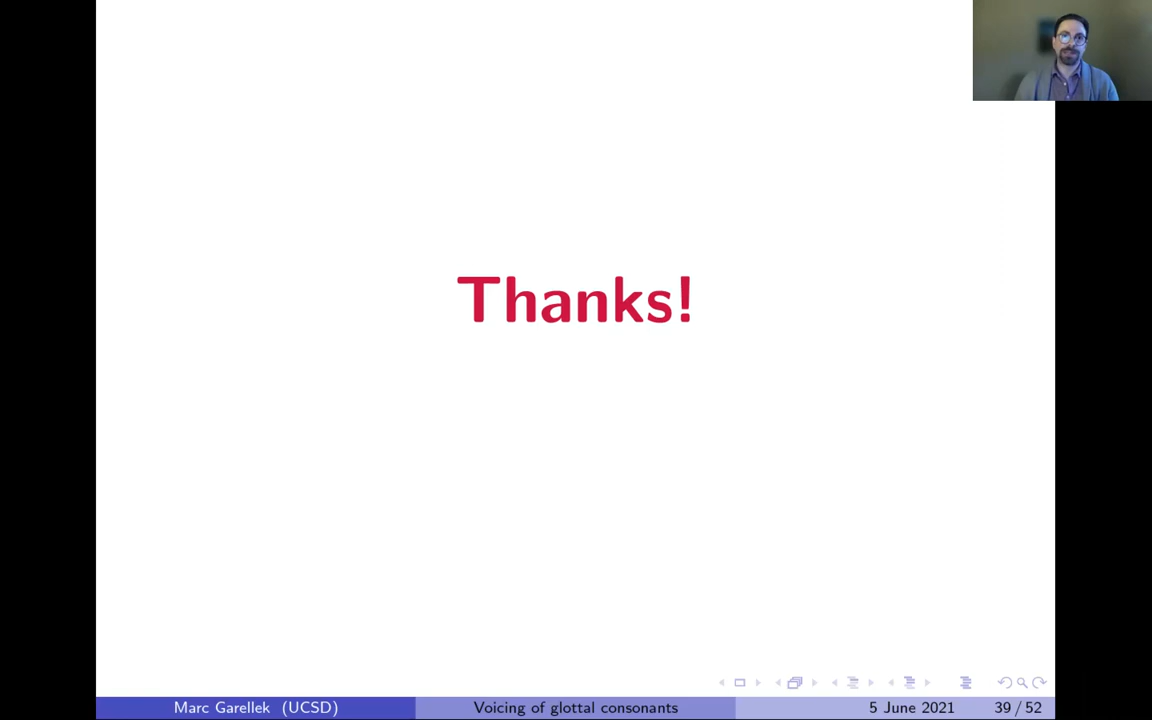 Thanks!
Marc Garellek (UCSD)
Voicing of glottal consonants
5 June 2021
39 / 52